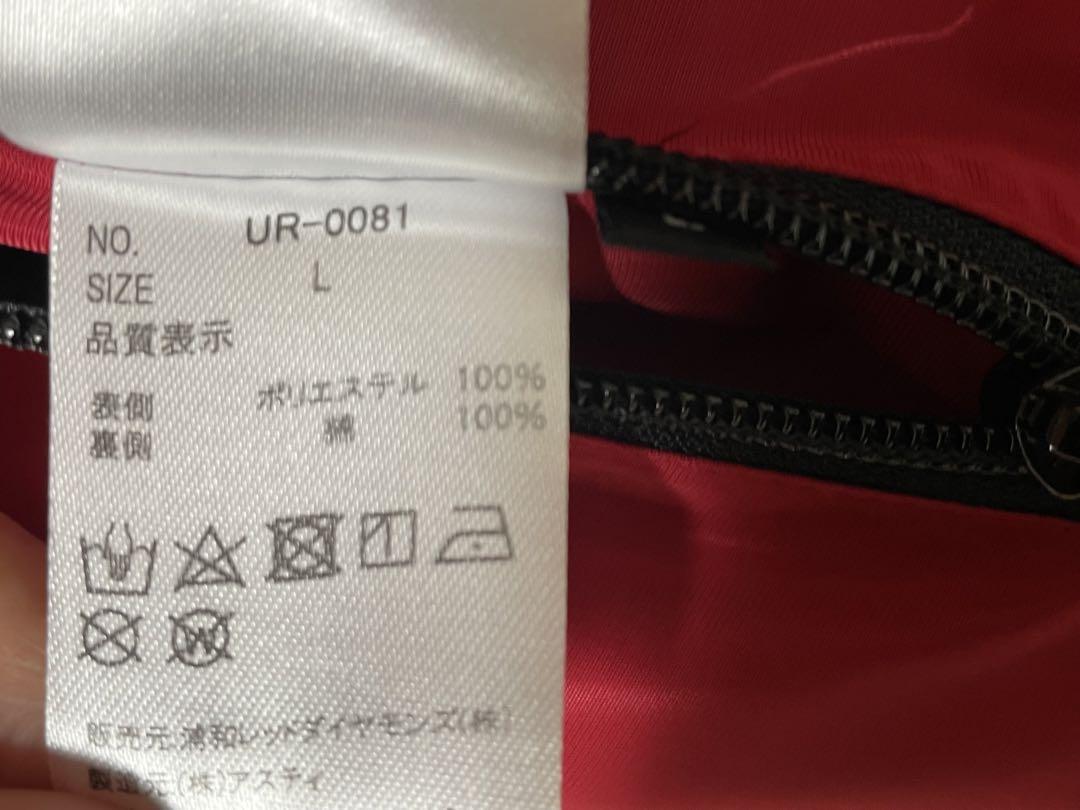 NO. UR-0081
SIZE L
品質表示
表側 ポリエステル 100%
裏側 綿 100%
販売元 浦和レッドダイヤモンズ(株)
製造元(株)アスティ